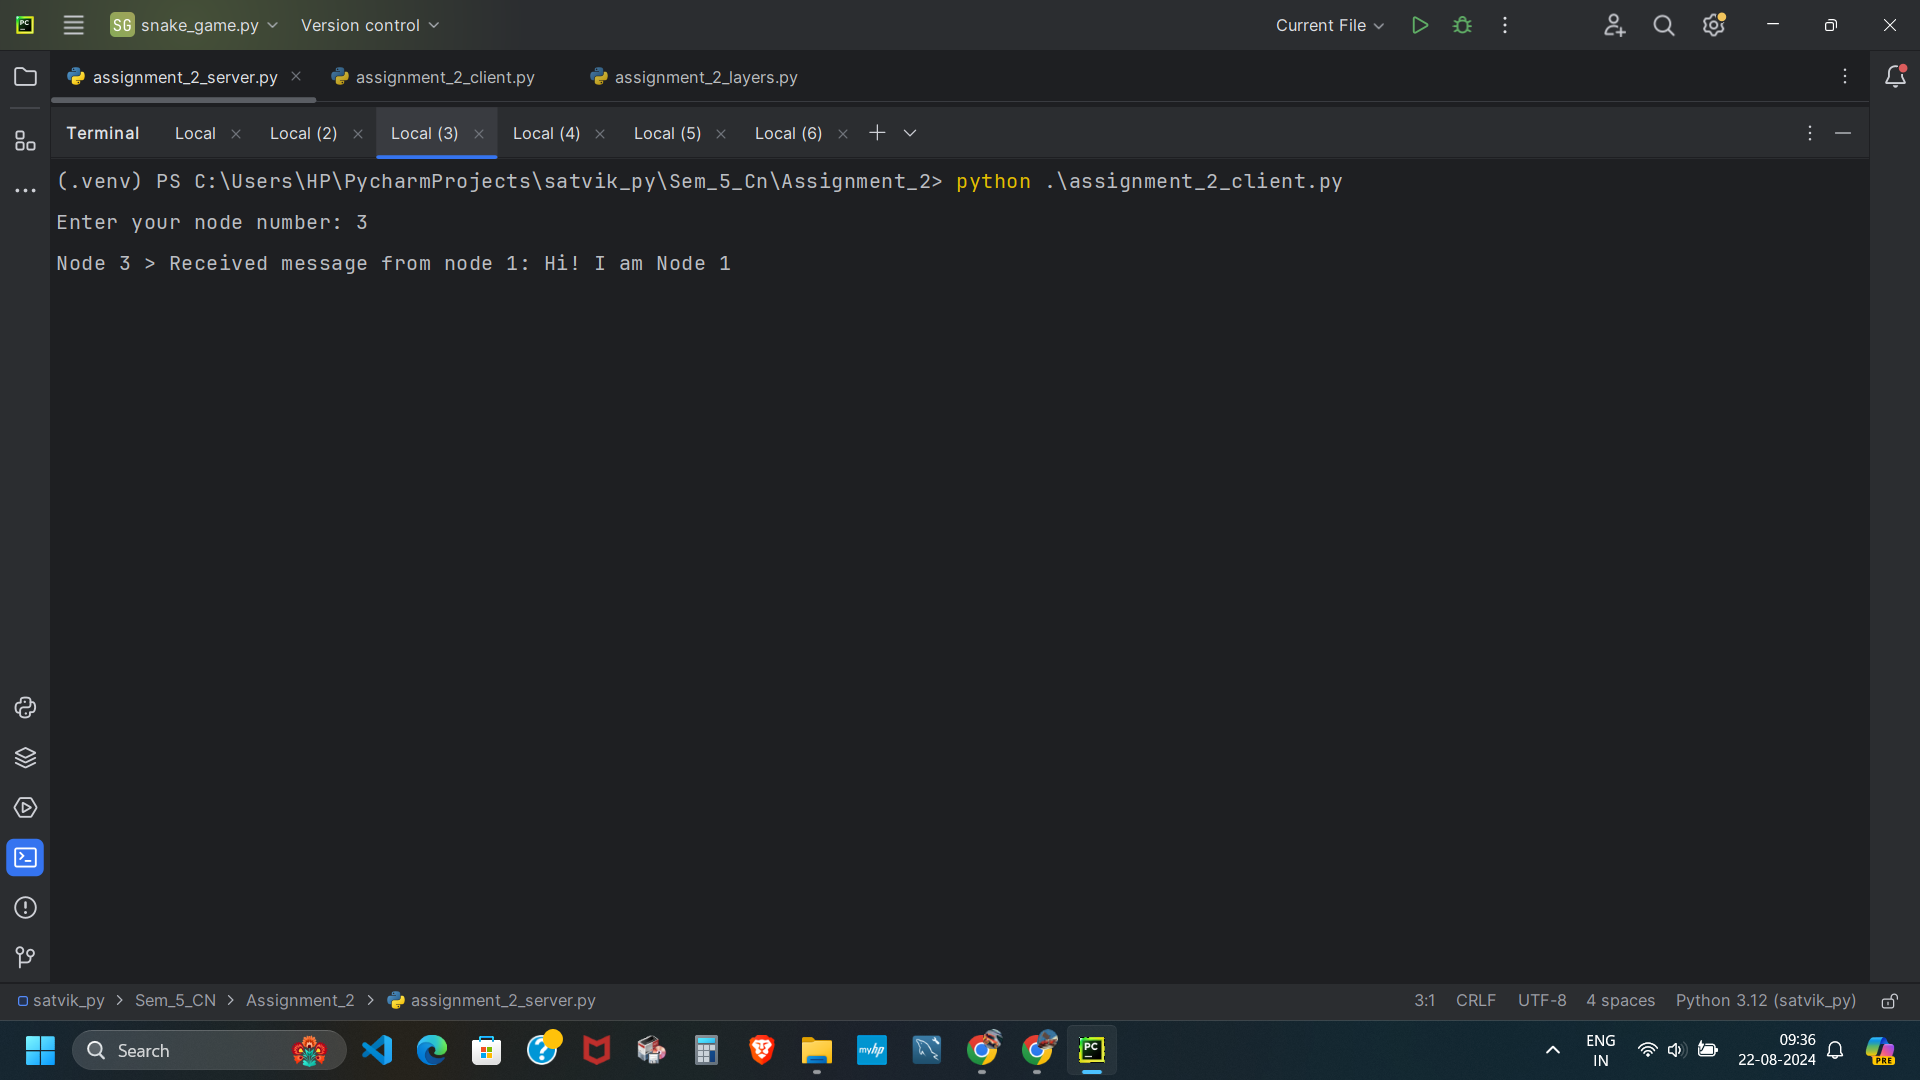 SG snake_game.py Version control Current File
assignment_2_server.py assignment_2_client.py assignment_2_layers.py
Terminal Local Local (2) Local (3) Local (4) Local (5) Local (6)
(.venv) PS C:\Users\HP\PycharmProjects\satvik_py\Sem_5_Cn\Assignment_2> python .\assignment_2_client.py
Enter your node number: 3
Node 3 > Received message from node 1: Hi! I am Node 1
satvik_py > Sem_5_CN > Assignment_2 > assignment_2_server.py 3:1 CRLF UTF-8 4 spaces Python 3.12 (satvik_py)
Search myhp PC ENG 09:36
IN 22-08-2024 PRE